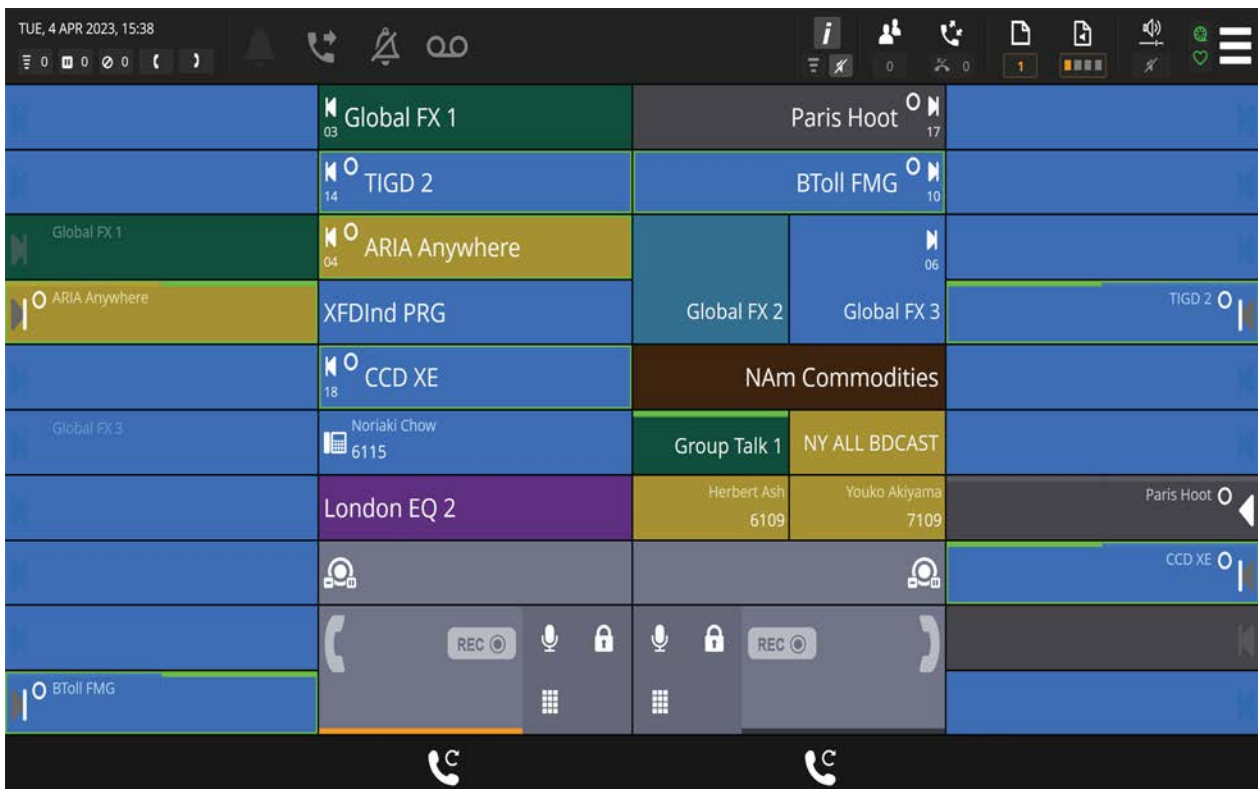 TUE, 4 APR 2023, 15:38
0 0 0
i 0 0 1
Global FX 1
03
Paris Hoot
17
TIGD 2
14
BToll FMG
10
Global FX 1
ARIA Anywhere
04
06
ARIA Anywhere
XFDInd PRG
Global FX 2
Global FX 3
TIGD 2
CCD XE
18
NAm Commodities
Global FX 3
Noriaki Chow
6115
Group Talk 1
NY ALL BDCAST
London EQ 2
Herbert Ash
6109
Youko Akiyama
7109
Paris Hoot
CCD XE
REC
REC
BToll FMG